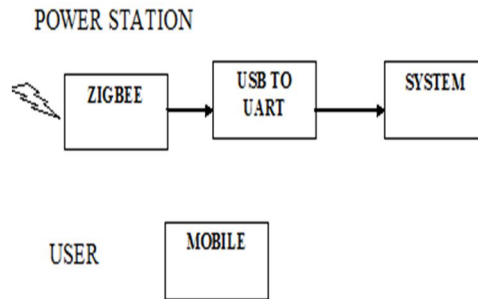 POWER STATION
ZIGBEE
USB TO
UART
SYSTEM
USER
MOBILE